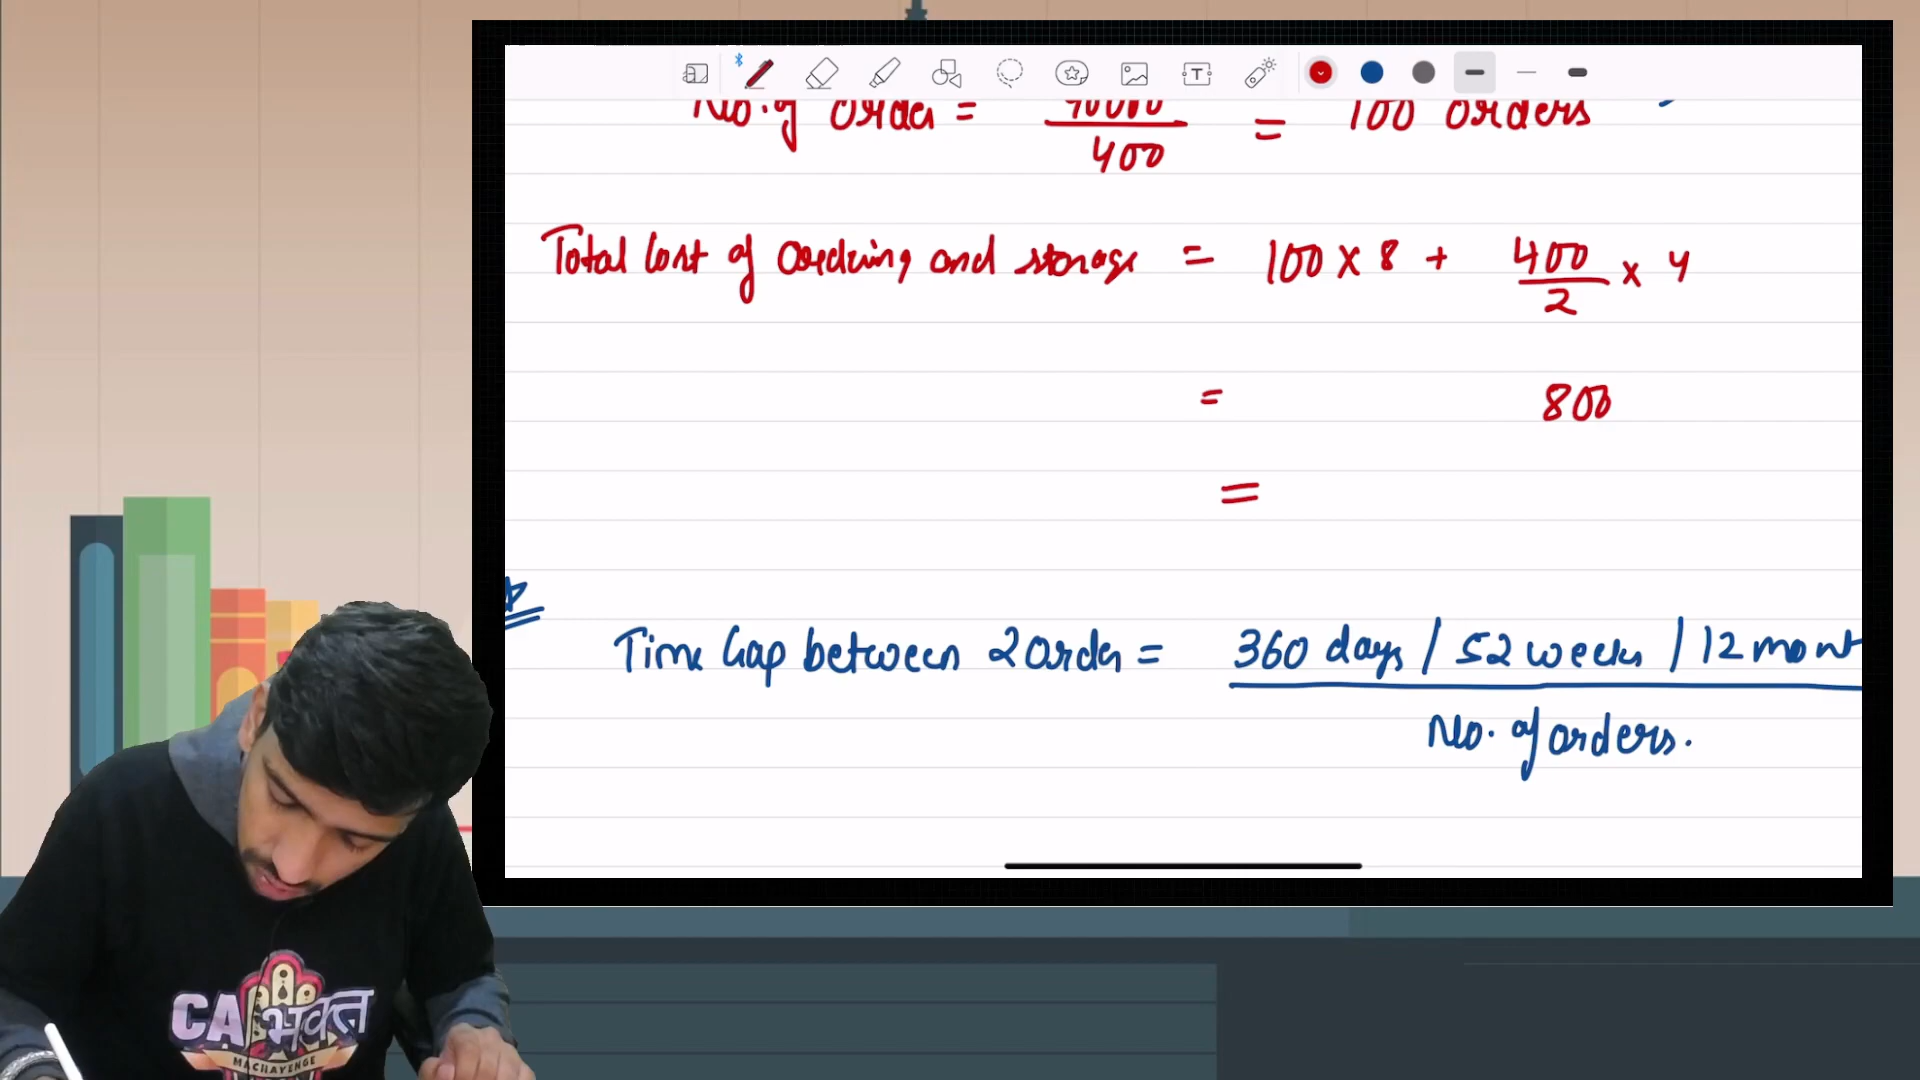 No. of Order = 40000 / 400 = 100 orders
Total Cost of ordering and storage = 100 x 8 + 400 / 2 x 4
= 800
=
Time Gap between 2 Order = 360 days / 52 weeks / 12 mont
No. of orders.
CA भक्त
MACHAYENGE